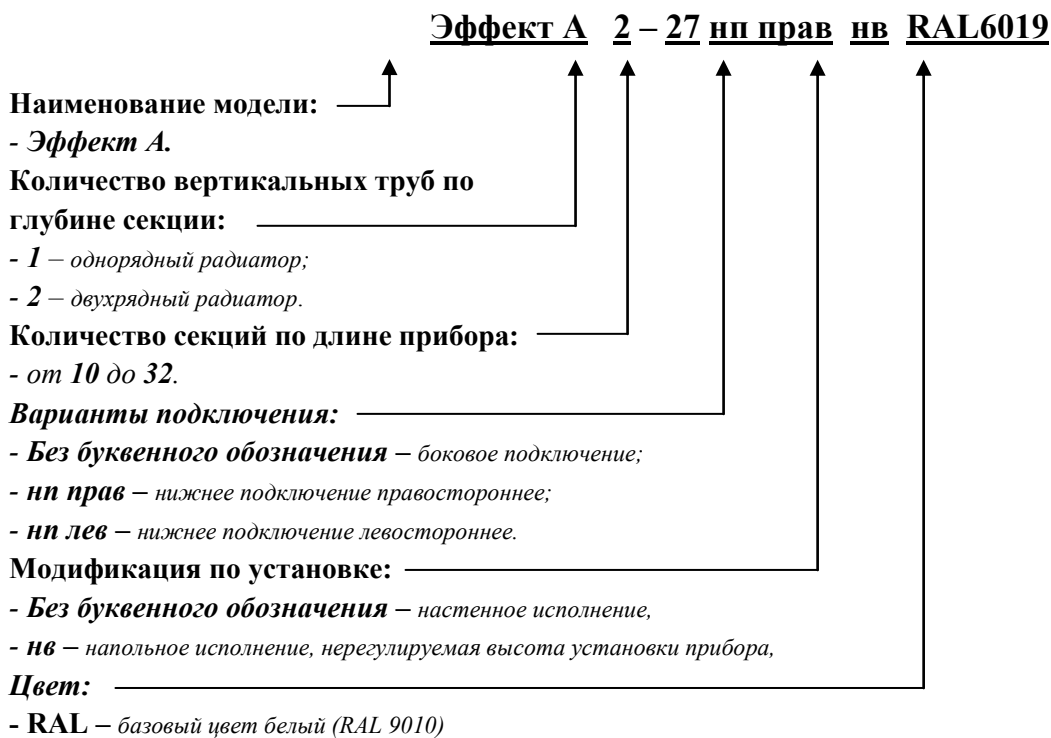 Эффект А 2 – 27 нп прав нв RAL6019
Наименование модели:
- Эффект А.
Количество вертикальных труб по
глубине секции:
- 1 – однорядный радиатор;
- 2 – двухрядный радиатор.
Количество секций по длине прибора:
- от 10 до 32.
Варианты подключения:
- Без буквенного обозначения – боковое подключение;
- нп прав – нижнее подключение правостороннее;
- нп лев – нижнее подключение левостороннее.
Модификация по установке:
- Без буквенного обозначения – настенное исполнение,
- нв – напольное исполнение, нерегулируемая высота установки прибора,
Цвет:
- RAL – базовый цвет белый (RAL 9010)